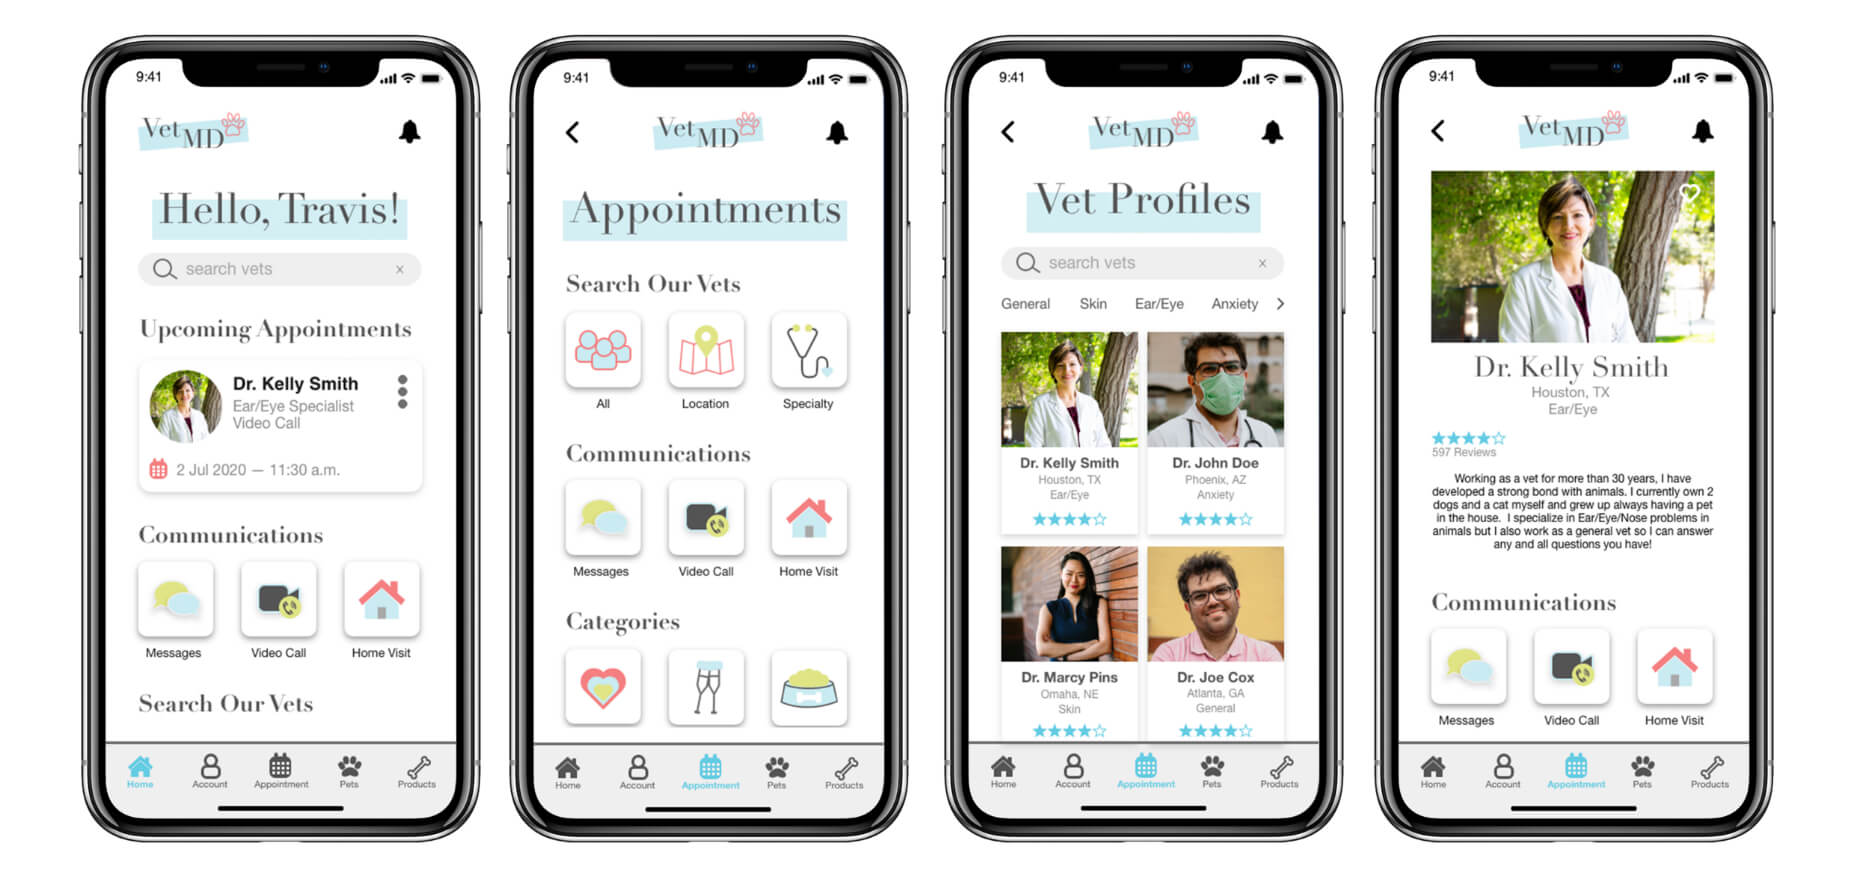 9:41
Vet MD
Hello, Travis!
search vets x
Upcoming Appointments
Dr. Kelly Smith
Ear/Eye Specialist
Video Call
2 Jul 2020 — 11:30 a.m.
Communications
Messages Video Call Home Visit
Search Our Vets
Home Account Appointment Pets Products
9:41
Vet MD
Appointments
Search Our Vets
All Location Specialty
Communications
Messages Video Call Home Visit
Categories
Home Account Appointment Pets Products
9:41
Vet MD
Vet Profiles
search vets x
General Skin Ear/Eye Anxiety
Dr. Kelly Smith
Houston, TX
Ear/Eye
Dr. John Doe
Phoenix, AZ
Anxiety
Dr. Marcy Pins
Omaha, NE
Skin
Dr. Joe Cox
Atlanta, GA
General
Home Account Appointment Pets Products
9:41
Vet MD
Dr. Kelly Smith
Houston, TX
Ear/Eye
597 Reviews
Working as a vet for more than 30 years, I have
developed a strong bond with animals. I currently own 2
dogs and a cat myself and grew up always having a pet
in the house. I specialize in Ear/Eye/Nose problems in
animals but I also work as a general vet so I can answer
any and all questions you have!
Communications
Messages Video Call Home Visit
Home Account Appointment Pets Products